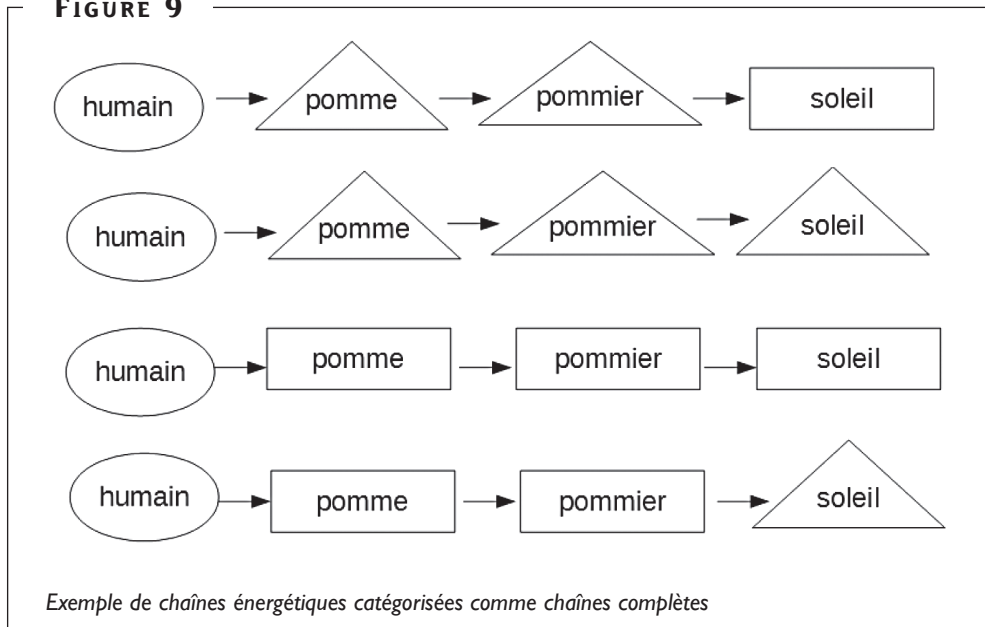 FIGURE 9
humain pomme pommier soleil
humain pomme pommier soleil
humain pomme pommier soleil
humain pomme pommier soleil
Exemple de chaînes énergétiques catégorisées comme chaînes complètes